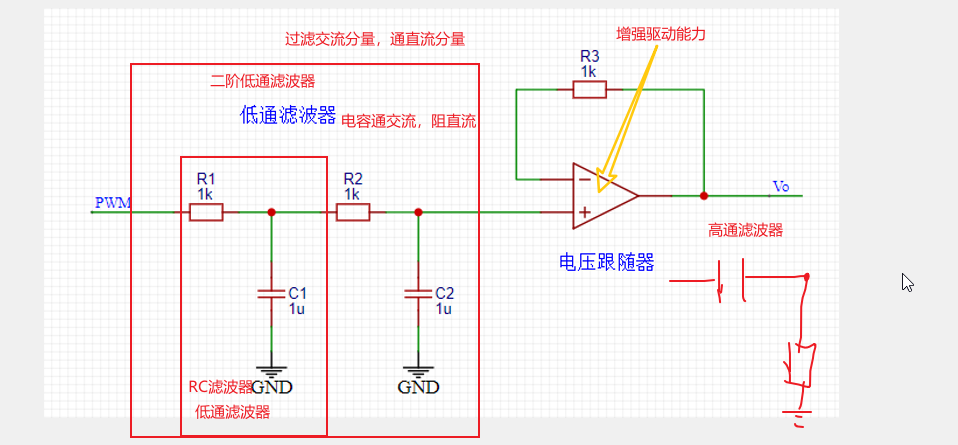 过滤交流分量，通直流分量
增强驱动能力
二阶低通滤波器
低通滤波器
电容通交流，阻直流
R3
1k
R1
1k
R2
1k
PWM
Vo
高通滤波器
电压跟随器
C1
1u
C2
1u
RC滤波器
GND
GND
低通滤波器